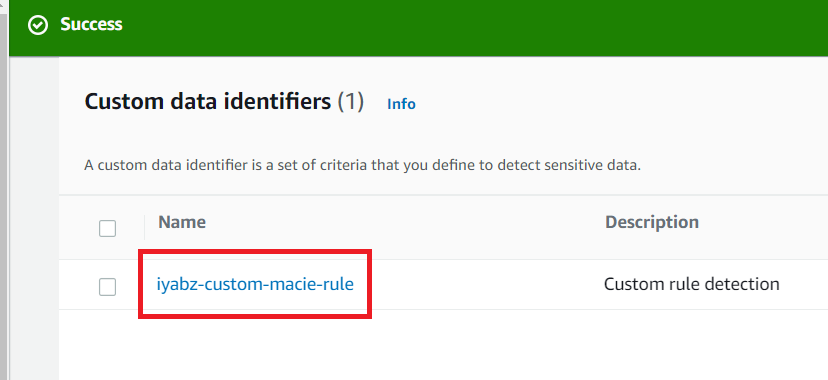 Success
Custom data identifiers (1) Info
A custom data identifier is a set of criteria that you define to detect sensitive data.
Name Description
iyabz-custom-macie-rule Custom rule detection